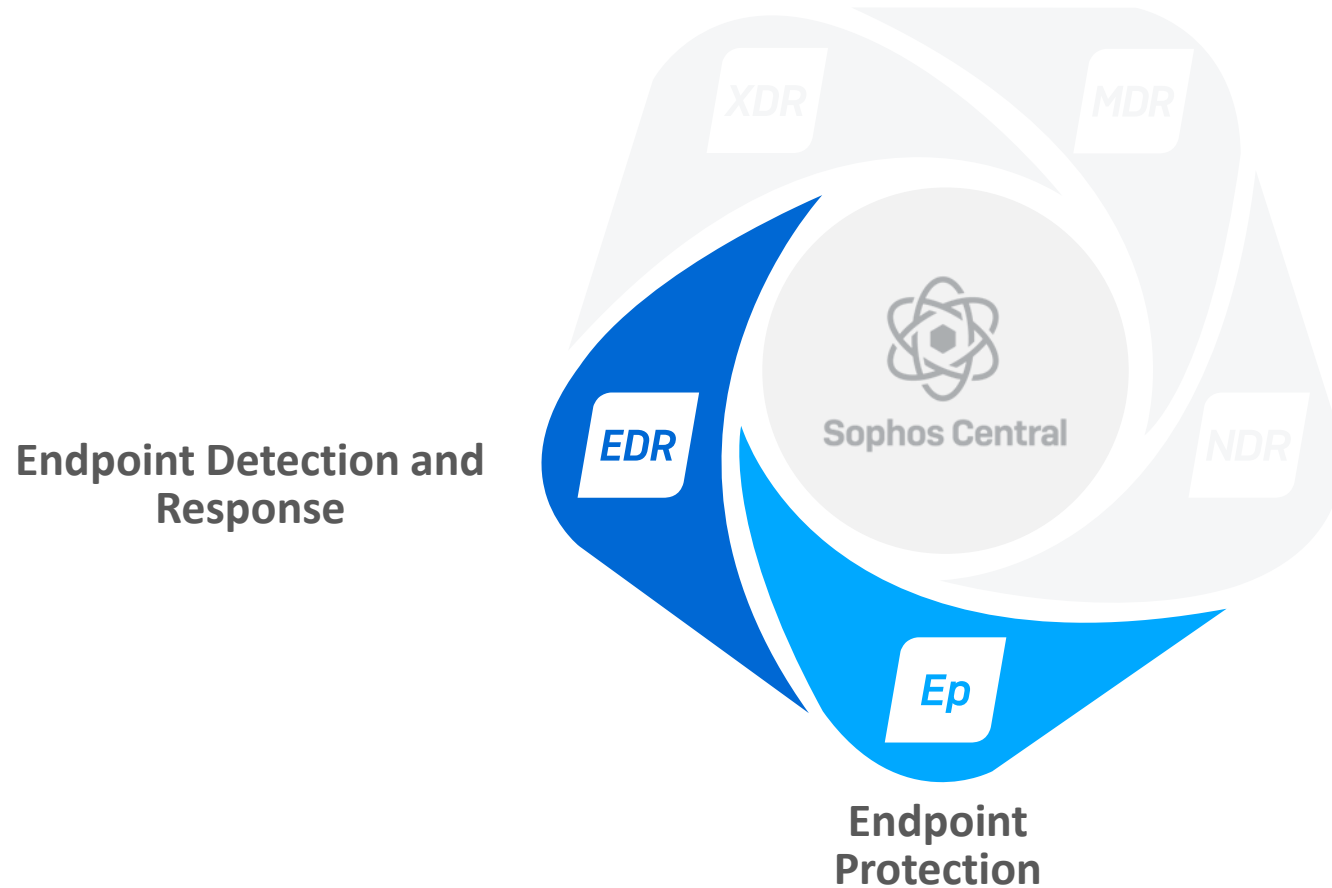 XDR
MDR
Sophos Central
EDR
NDR
Endpoint Detection and
Response
Ep
Endpoint
Protection